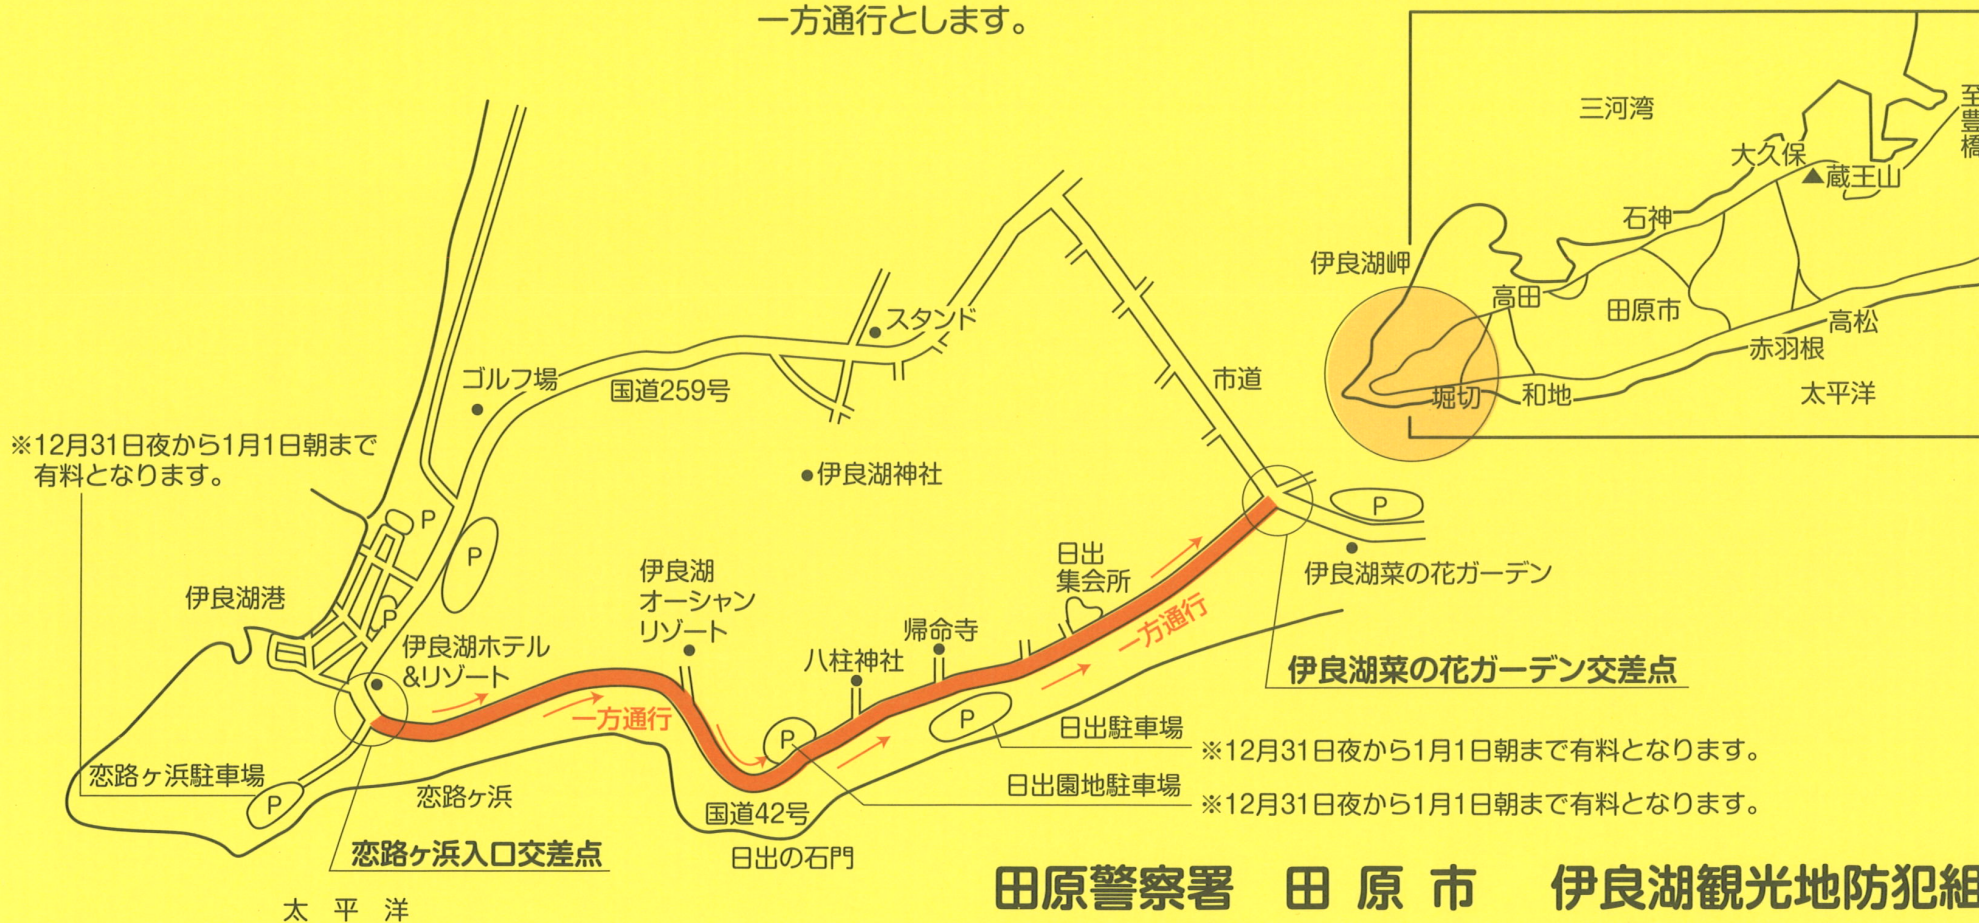 一方通行とします。
三河湾
至豊橋
大久保
▲蔵王山
石神
伊良湖岬
高田
田原市
高松
赤羽根
堀切
和地
太平洋
スタンド
ゴルフ場
国道259号
市道
※12月31日夜から1月1日朝まで
有料となります。
伊良湖神社
P
P
P
伊良湖港
P
伊良湖菜の花ガーデン
日出
集会所
伊良湖
オーシャン
リゾート
帰命寺
八柱神社
伊良湖ホテル
&リゾート
一方通行
一方通行
伊良湖菜の花ガーデン交差点
P
P
日出駐車場
※12月31日夜から1月1日朝まで有料となります。
恋路ヶ浜駐車場
P
恋路ヶ浜
日出園地駐車場
※12月31日夜から1月1日朝まで有料となります。
国道42号
恋路ヶ浜入口交差点
日出の石門
田原警察署 田原市 伊良湖観光地防犯組
太平洋